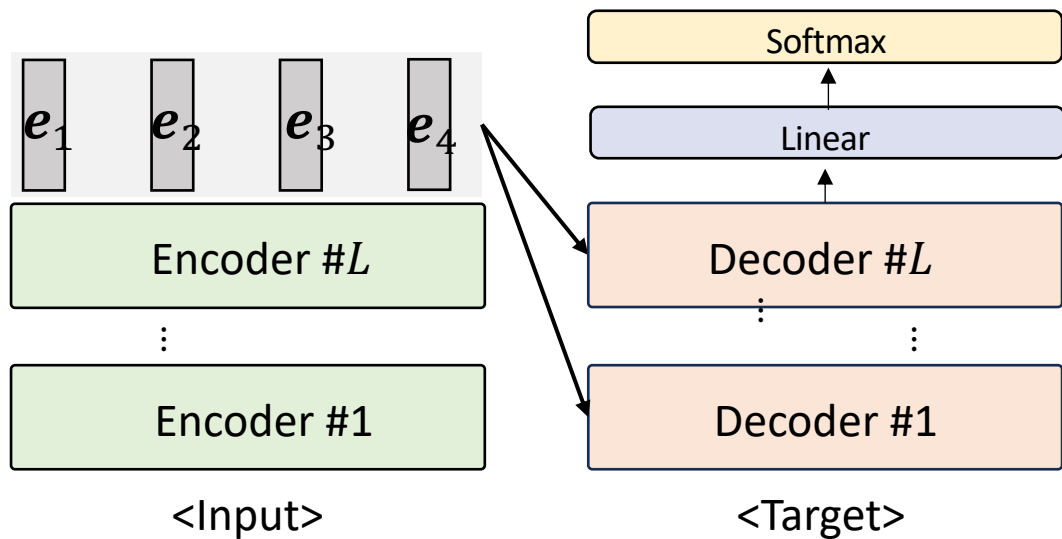 Softmax
Linear
e₁ e₂ e₃ e₄
Encoder #L
Decoder #L
⋮
⋮
⋮
Encoder #1
Decoder #1
<Input>
<Target>